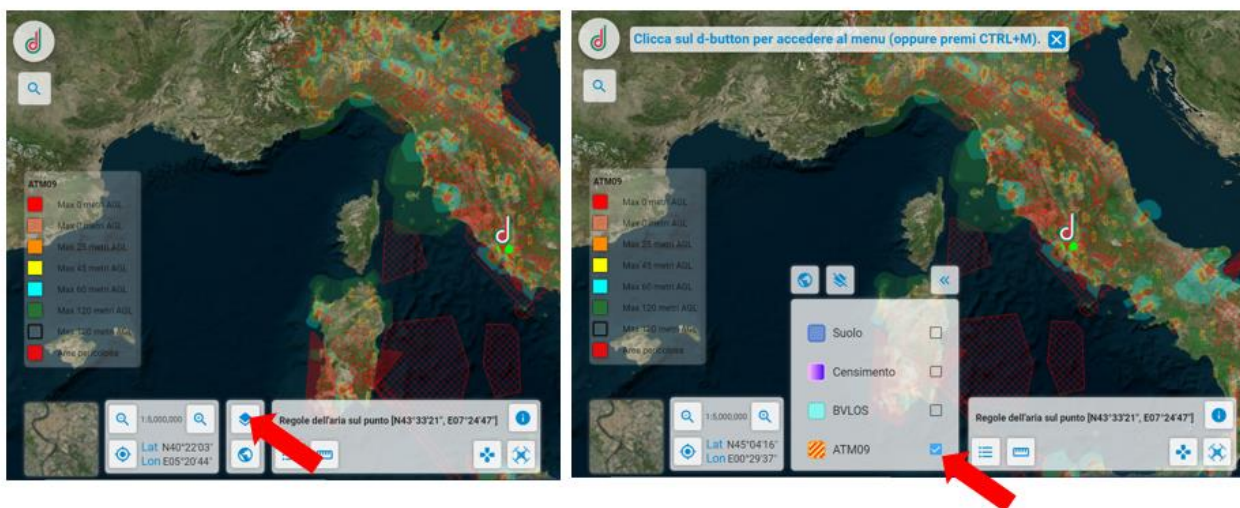 ATM09
Max 0 metri AGL
Max 0 metri AGL
Max 25 metri AGL
Max 45 metri AGL
Max 60 metri AGL
Max 120 metri AGL
Max 120 metri AGL
Area pericolosa
1:5,000,000
Lat N40°22'03"
Lon E05°20'44"
Regole dell'aria sul punto [N43°33'21", E07°24'47"]
Clicca sul d-button per accedere al menu (oppure premi CTRL+M).
ATM09
Max 0 metri AGL
Max 0 metri AGL
Max 25 metri AGL
Max 45 metri AGL
Max 60 metri AGL
Max 120 metri AGL
Max 120 metri AGL
Area pericolosa
Suolo
Censimento
BVLOS
ATM09
1:5,000,000
Lat N45°04'16"
Lon E00°29'37"
Regole dell'aria sul punto [N43°33'21", E07°24'47"]